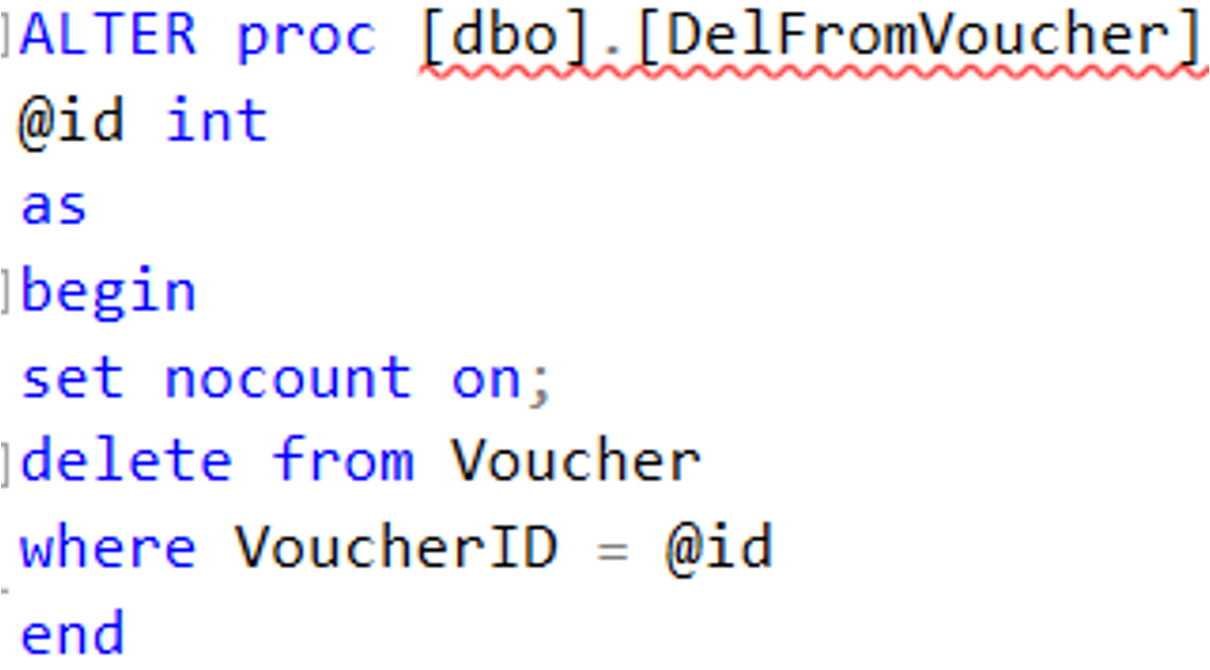 ALTER proc [dbo].[DelFromVoucher]
@id int
as
begin
set nocount on;
delete from Voucher
where VoucherID = @id
end